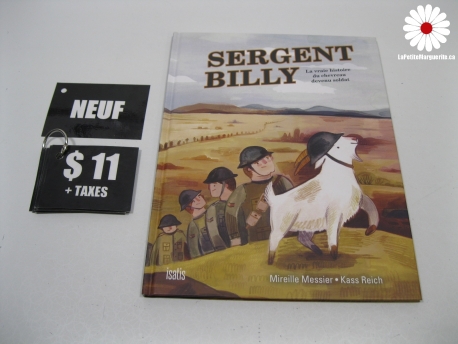 LaPetiteMarguerite.ca
SERGENT
BILLY
La vraie histoire
du chevreau
devenu soldat
NEUF
$ 11
+ TAXES
Isatis
Mireille Messier • Kass Reich